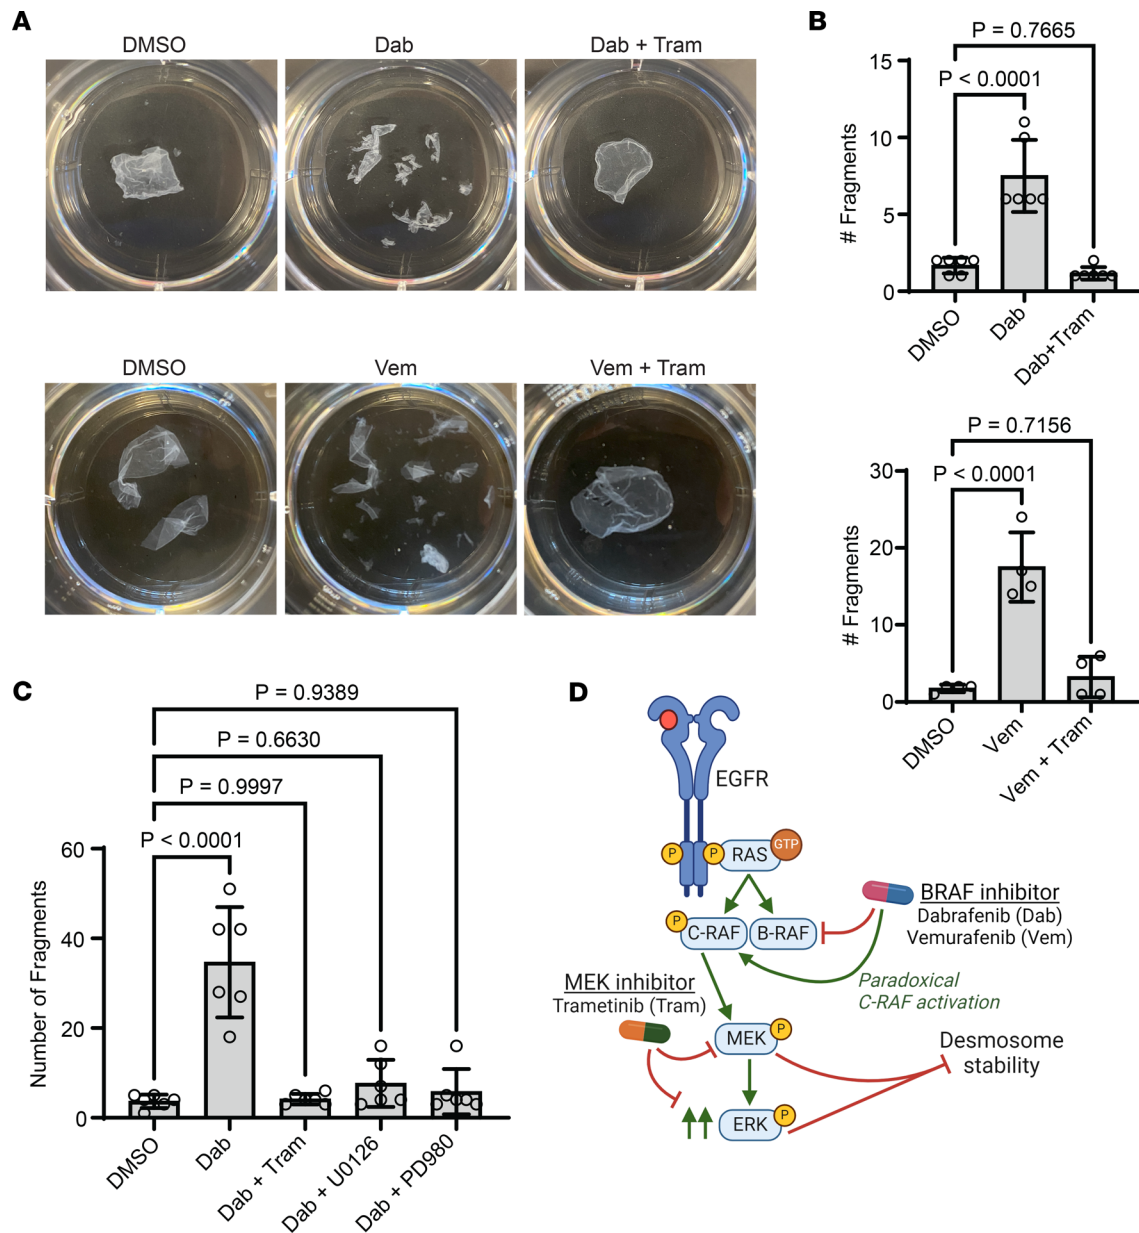 A
DMSO
Dab
Dab + Tram
DMSO
Vem
Vem + Tram
B
P = 0.7665
P < 0.0001
15
10
5
0
# Fragments
DMSO
Dab
Dab+Tram
P = 0.7156
P < 0.0001
30
20
10
0
# Fragments
DMSO
Vem
Vem + Tram
C
P = 0.9389
P = 0.6630
P = 0.9997
P < 0.0001
60
40
20
0
Number of Fragments
DMSO
Dab
Dab + Tram
Dab + U0126
Dab + PD980
D
EGFR
P
P
RAS
GTP
P
C-RAF
B-RAF
BRAF inhibitor
Dabrafenib (Dab)
Vemurafenib (Vem)
Paradoxical
C-RAF activation
MEK inhibitor
Trametinib (Tram)
MEK
P
Desmosome
stability
ERK
P